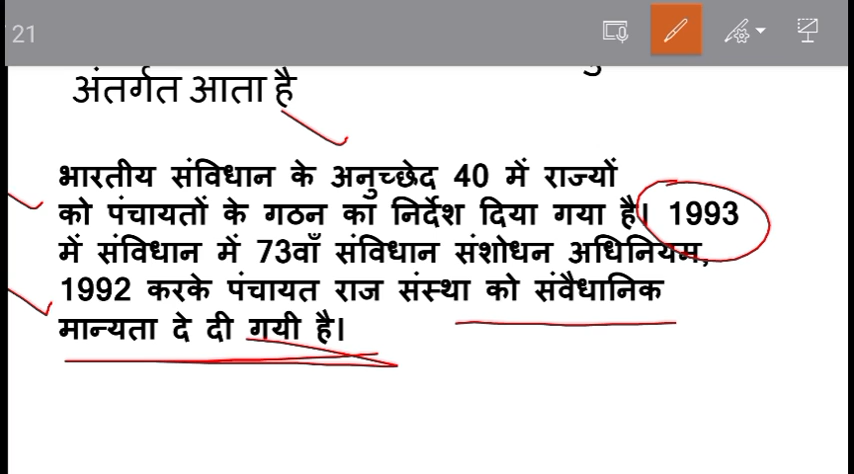 21
अंतर्गत आता है
भारतीय संविधान के अनुच्छेद 40 में राज्यों
को पंचायतों के गठन का निर्देश दिया गया है। 1993
में संविधान में 73वाँ संविधान संशोधन अधिनियम,
1992 करके पंचायत राज संस्था को संवैधानिक
मान्यता दे दी गयी है।